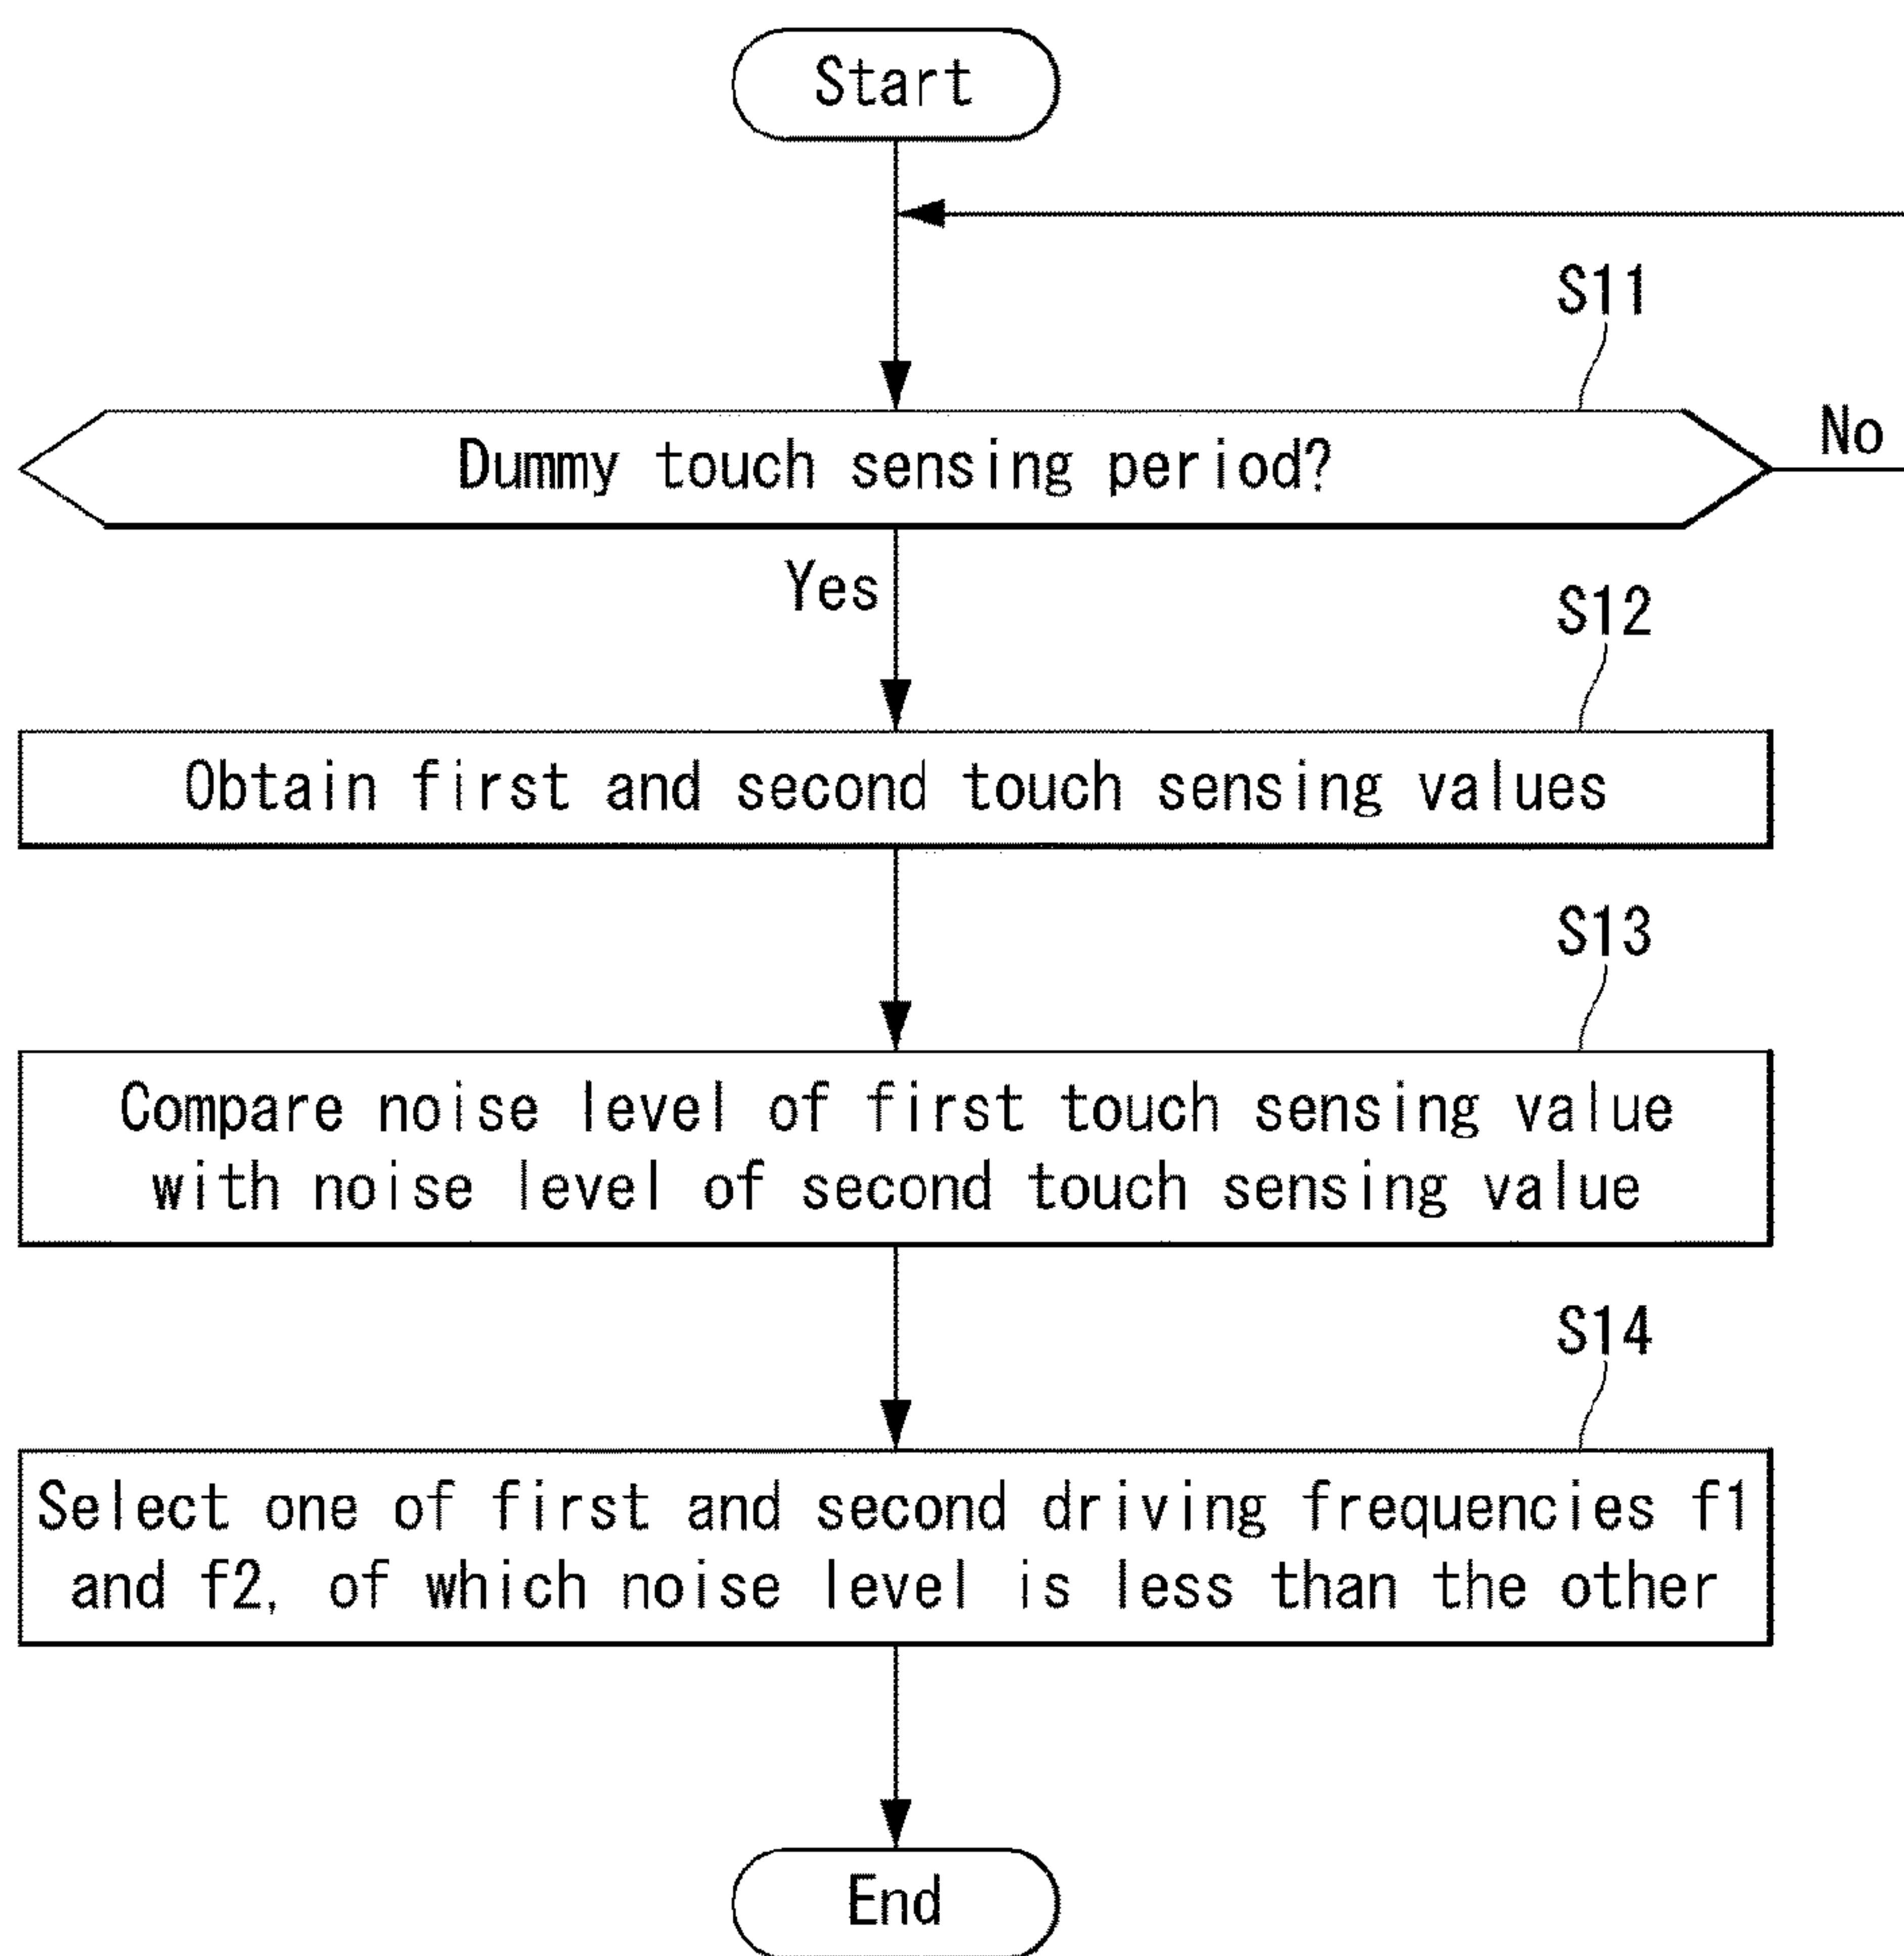 Start
S11
Dummy touch sensing period?
No
Yes
S12
Obtain first and second touch sensing values
S13
Compare noise level of first touch sensing value
with noise level of second touch sensing value
S14
Select one of first and second driving frequencies f1
and f2, of which noise level is less than the other
End